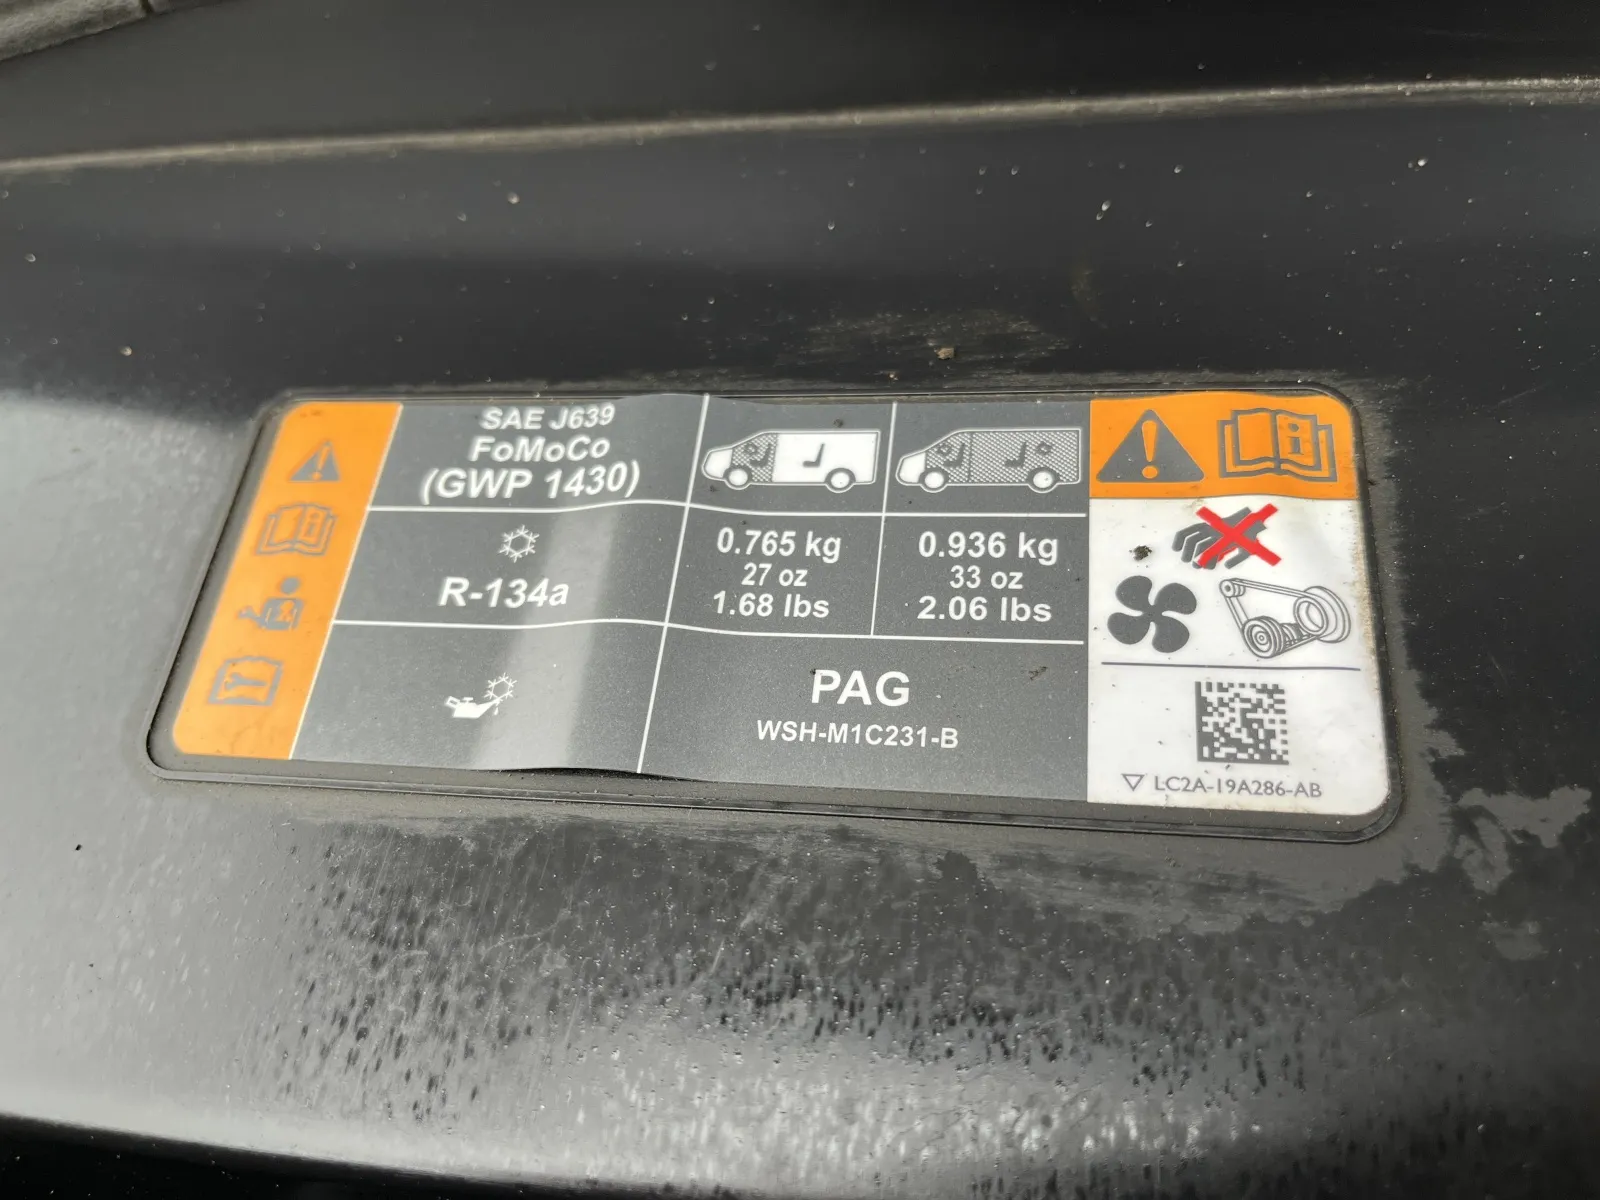 SAE J639
FoMoCo
(GWP 1430)
R-134a
0.765 kg
27 oz
1.68 lbs
0.936 kg
33 oz
2.06 lbs
PAG
WSH-M1C231-B
LC2A-19A286-AB